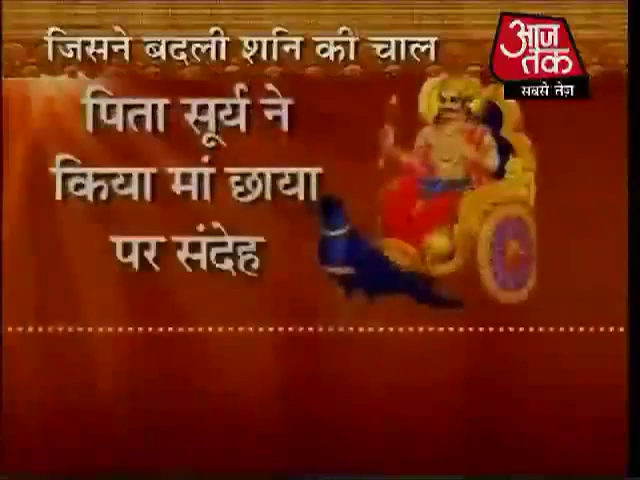 जिसने बदली शनि की चाल
आज
तक
सबसे तेज़
पिता सूर्य ने
किया मां छाया
पर संदेह